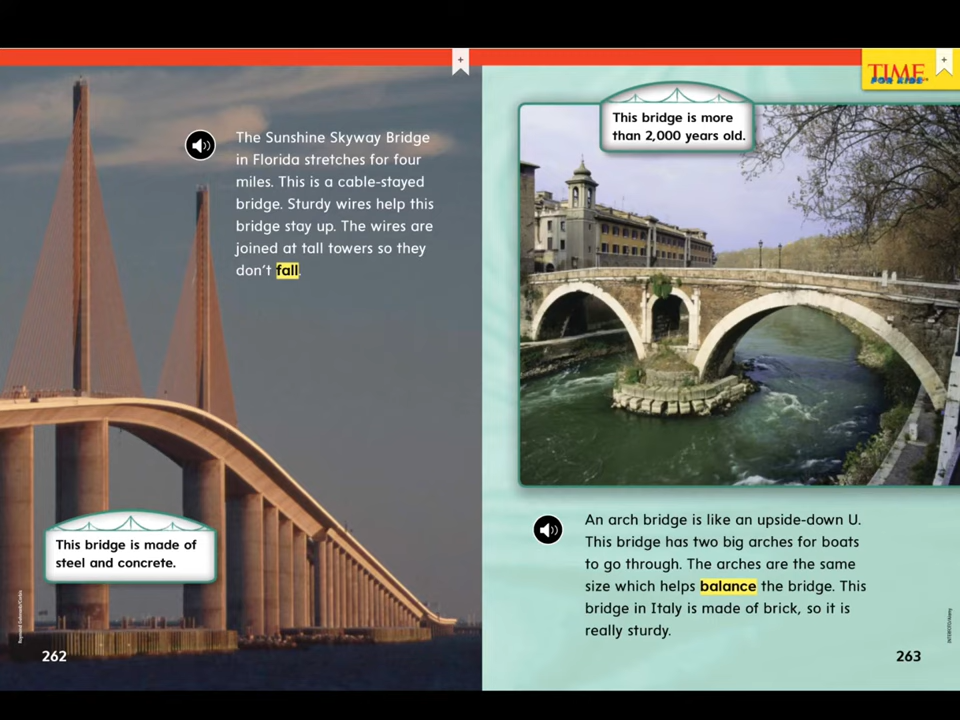 The Sunshine Skyway Bridge
in Florida stretches for four
miles. This is a cable-stayed
bridge. Sturdy wires help this
bridge stay up. The wires are
joined at tall towers so they
don't fall.
This bridge is made of
steel and concrete.
262
TIME
FOR KIDS
This bridge is more
than 2,000 years old.
An arch bridge is like an upside-down U.
This bridge has two big arches for boats
to go through. The arches are the same
size which helps balance the bridge. This
bridge in Italy is made of brick, so it is
really sturdy.
263